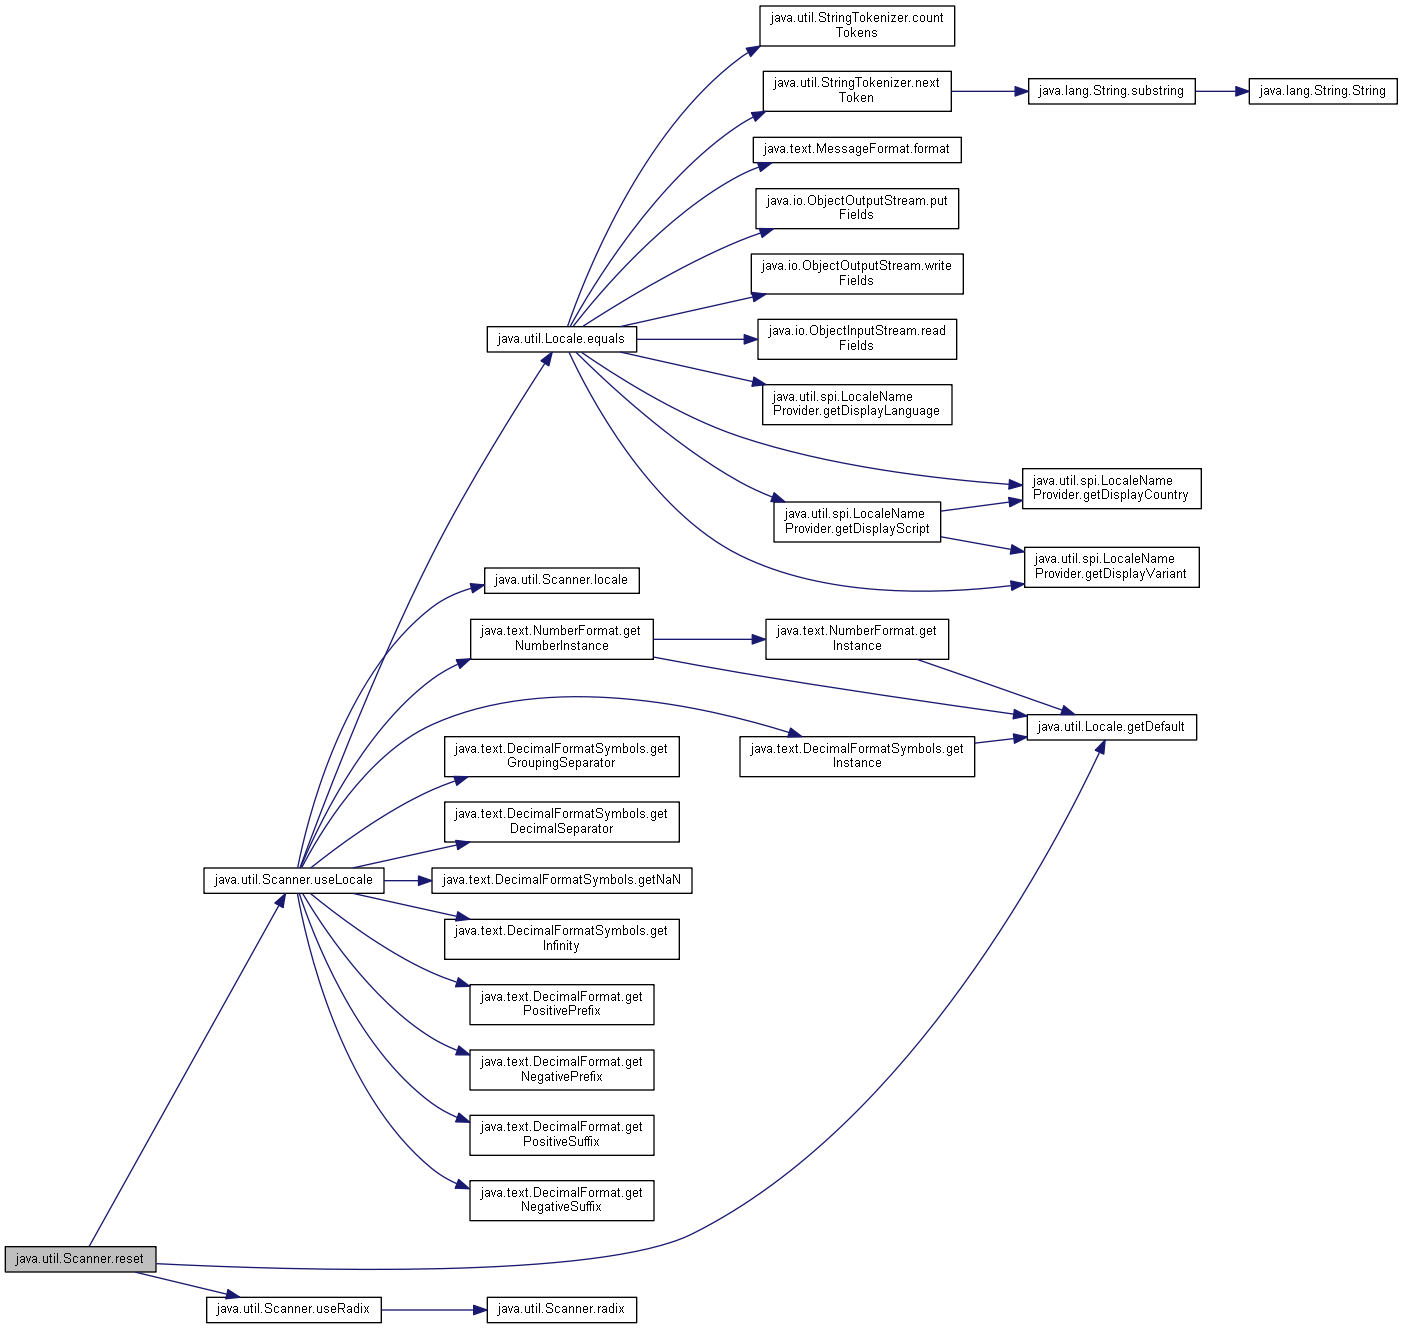 java.util.StringTokenizer.count
Tokens
java.util.StringTokenizer.next
Token
java.lang.String.substring
java.lang.String.String
java.text.MessageFormat.format
java.io.ObjectOutputStream.put
Fields
java.io.ObjectOutputStream.write
Fields
java.util.Locale.equals
java.io.ObjectInputStream.read
Fields
java.util.spi.LocaleName
Provider.getDisplayLanguage
java.util.spi.LocaleName
Provider.getDisplayCountry
java.util.spi.LocaleName
Provider.getDisplayScript
java.util.spi.LocaleName
Provider.getDisplayVariant
java.util.Scanner.locale
java.text.NumberFormat.get
NumberInstance
java.text.NumberFormat.get
Instance
java.util.Locale.getDefault
java.text.DecimalFormatSymbols.get
GroupingSeparator
java.text.DecimalFormatSymbols.get
Instance
java.text.DecimalFormatSymbols.get
DecimalSeparator
java.util.Scanner.useLocale
java.text.DecimalFormatSymbols.getNaN
java.text.DecimalFormatSymbols.get
Infinity
java.text.DecimalFormat.get
PositivePrefix
java.text.DecimalFormat.get
NegativePrefix
java.text.DecimalFormat.get
PositiveSuffix
java.text.DecimalFormat.get
NegativeSuffix
java.util.Scanner.reset
java.util.Scanner.useRadix
java.util.Scanner.radix